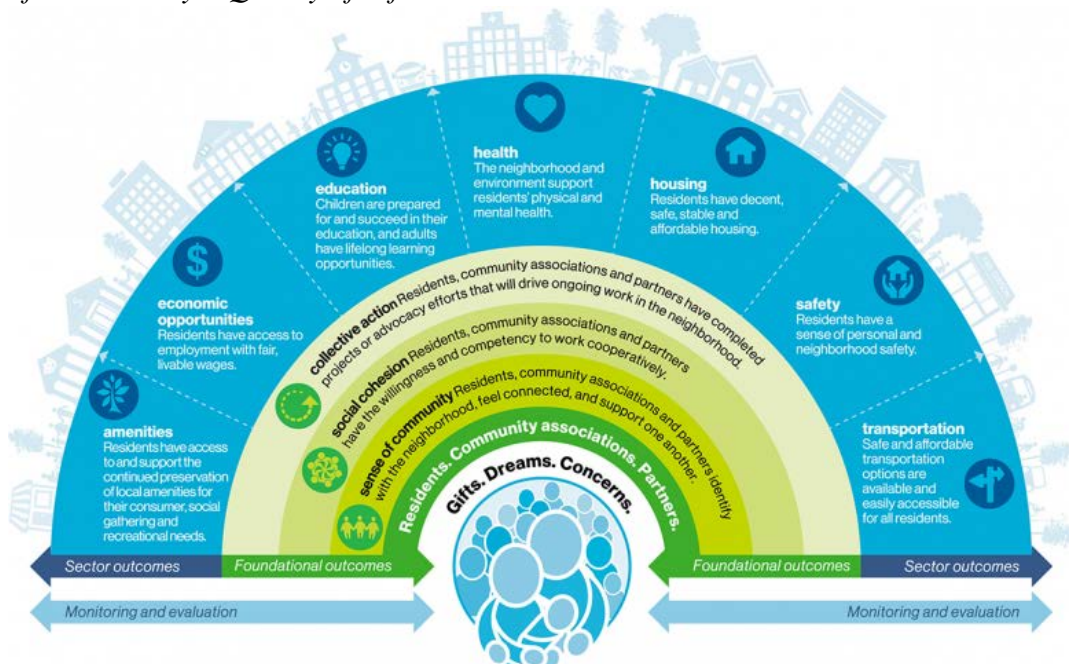 health
The neighborhood and
environment support
residents' physical and
mental health.
education
Children are prepared
for and succeed in their
education, and adults
have lifelong learning
opportunities.
housing
Residents have decent,
safe, stable and
affordable housing.
economic
opportunities
Residents have access to
employment with fair,
livable wages.
safety
Residents have a
sense of personal and
neighborhood safety.
amenities
Residents have access
to and support the
continued preservation
of local amenities for
their consumer, social
gathering and
recreational needs.
transportation
Safe and affordable
transportation
options are
available and
easily accessible
for all residents.
collective action Residents, community associations and partners have completed
projects or advocacy efforts that will drive ongoing work in the neighborhood.
social cohesion Residents, community associations and partners
have the willingness and competency to work cooperatively.
sense of community Residents, community associations and partners identify
with the neighborhood, feel connected, and support one another.
Residents. Community associations. Partners.
Gifts. Dreams. Concerns.
Sector outcomes
Foundational outcomes
Foundational outcomes
Sector outcomes
Monitoring and evaluation
Monitoring and evaluation